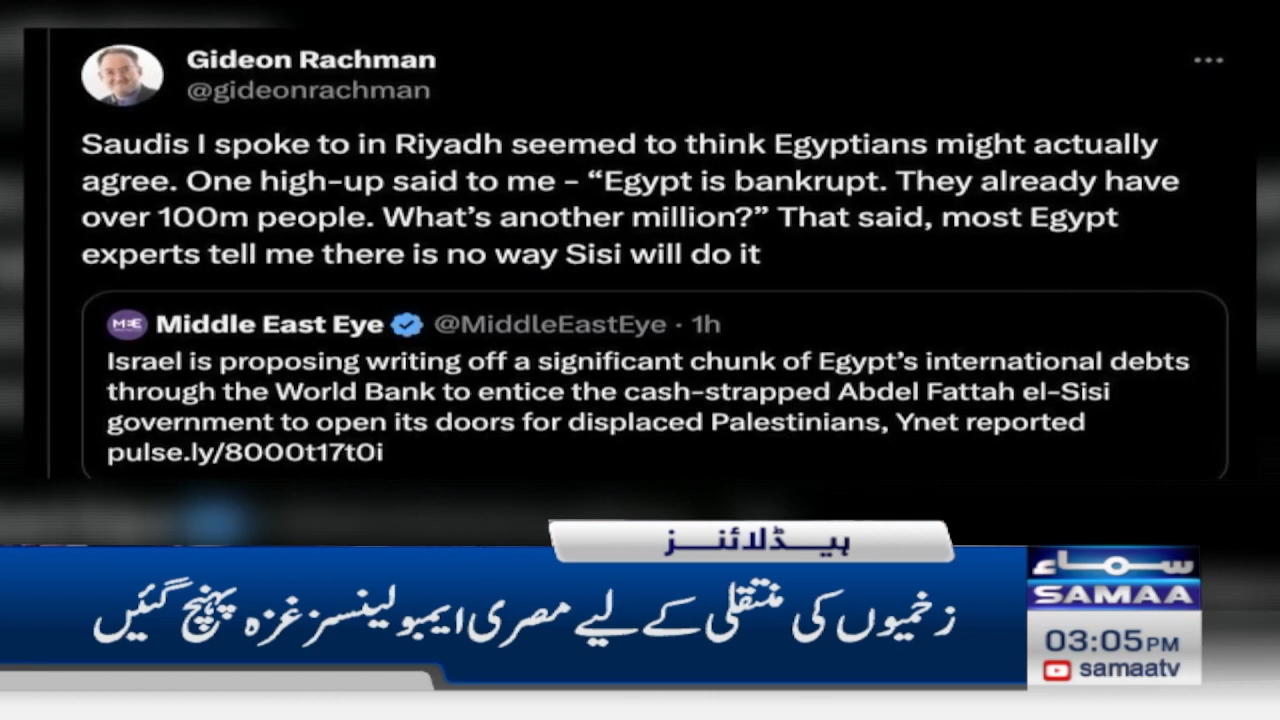 Gideon Rachman
@gideonrachman
Saudis I spoke to in Riyadh seemed to think Egyptians might actually
agree. One high-up said to me – “Egypt is bankrupt. They already have
over 100m people. What’s another million?” That said, most Egypt
experts tell me there is no way Sisi will do it
M≡E Middle East Eye @MiddleEastEye · 1h
Israel is proposing writing off a significant chunk of Egypt’s international debts
through the World Bank to entice the cash-strapped Abdel Fattah el-Sisi
government to open its doors for displaced Palestinians, Ynet reported
pulse.ly/8000t17t0i
ہیڈلائنز
زخمیوں کی منتقلی کے لیے مصری ایمبولینسز غزہ پہنچ گئیں
سماء
SAMAA
03:05PM
samaatv